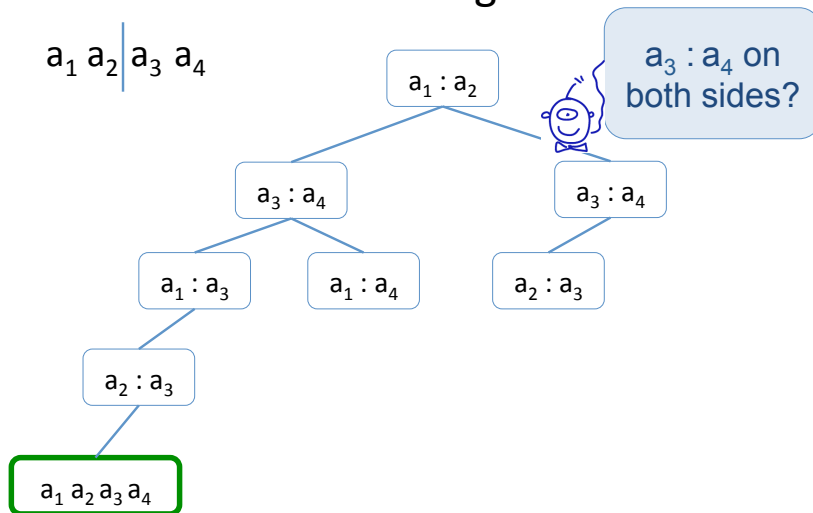 a₁ a₂ | a₃ a₄
a₁ : a₂
a₃ : a₄ on
both sides?
a₃ : a₄
a₃ : a₄
a₁ : a₃
a₁ : a₄
a₂ : a₃
a₂ : a₃
a₁ a₂ a₃ a₄